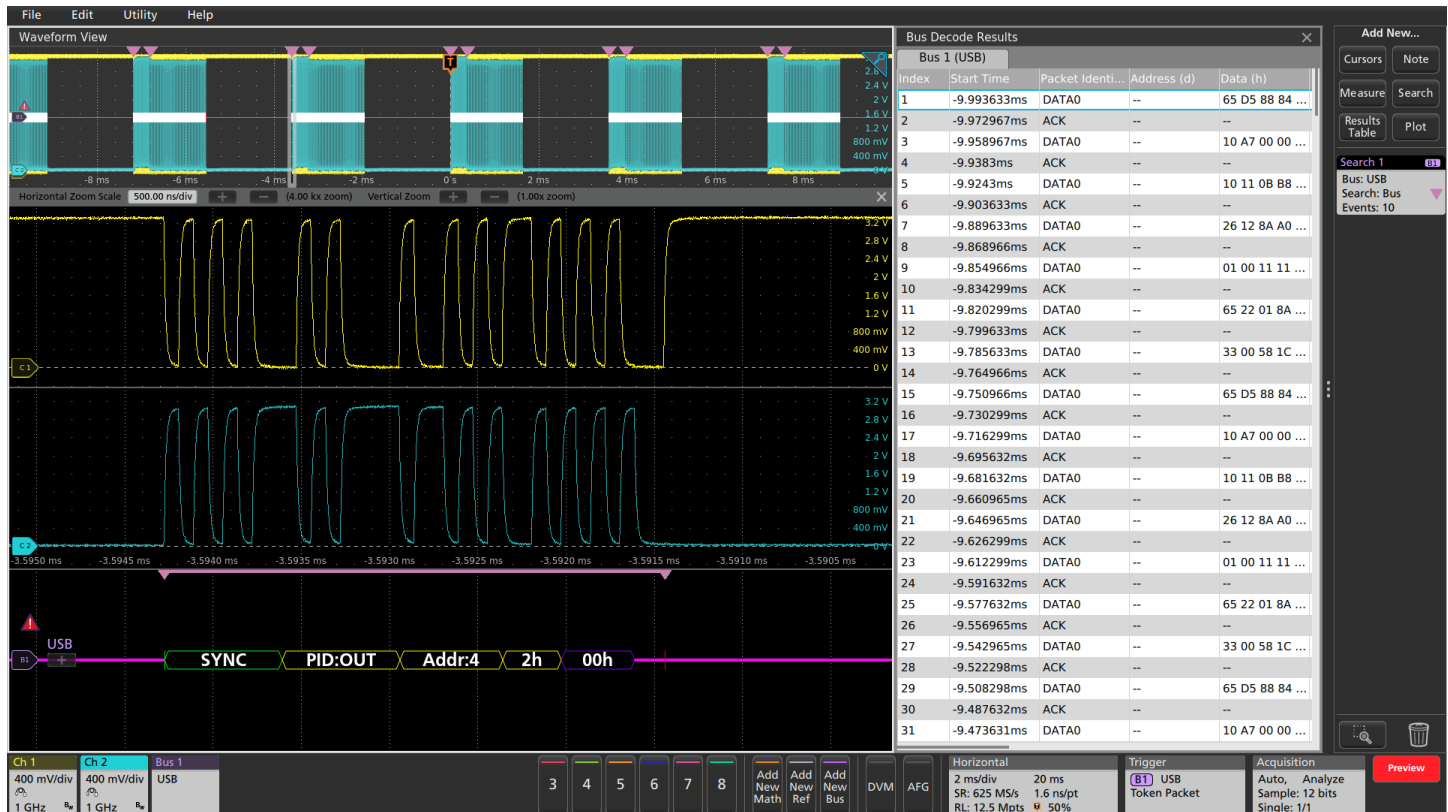 File Edit Utility Help
Waveform View
2.8 V
2.4 V
2 V
1.6 V
1.2 V
800 mV
400 mV
0 V
T
B1
C2
-8 ms -6 ms -4 ms -2 ms 0 s 2 ms 4 ms 6 ms 8 ms
Horizontal Zoom Scale 500.00 ns/div + — (4.00 kx zoom) Vertical Zoom + — (1.00x zoom)
3.2 V
2.8 V
2.4 V
2 V
1.6 V
1.2 V
800 mV
400 mV
C 1 0 V
3.2 V
2.8 V
2.4 V
2 V
1.6 V
1.2 V
800 mV
400 mV
C 2 0 V
-3.5950 ms -3.5945 ms -3.5940 ms -3.5935 ms -3.5930 ms -3.5925 ms -3.5920 ms -3.5915 ms -3.5910 ms -3.5905 ms
USB
B1 + SYNC PID:OUT Addr:4 2h 00h
Bus Decode Results
Bus 1 (USB)
Index Start Time Packet Identi... Address (d) Data (h)
1 -9.993633ms DATA0 -- 65 D5 88 84 ...
2 -9.972967ms ACK -- --
3 -9.958967ms DATA0 -- 10 A7 00 00 ...
4 -9.9383ms ACK -- --
5 -9.9243ms DATA0 -- 10 11 0B B8 ...
6 -9.903633ms ACK -- --
7 -9.889633ms DATA0 -- 26 12 8A A0 ...
8 -9.868966ms ACK -- --
9 -9.854966ms DATA0 -- 01 00 11 11 ...
10 -9.834299ms ACK -- --
11 -9.820299ms DATA0 -- 65 22 01 8A ...
12 -9.799633ms ACK -- --
13 -9.785633ms DATA0 -- 33 00 58 1C ...
14 -9.764966ms ACK -- --
15 -9.750966ms DATA0 -- 65 D5 88 84 ...
16 -9.730299ms ACK -- --
17 -9.716299ms DATA0 -- 10 A7 00 00 ...
18 -9.695632ms ACK -- --
19 -9.681632ms DATA0 -- 10 11 0B B8 ...
20 -9.660965ms ACK -- --
21 -9.646965ms DATA0 -- 26 12 8A A0 ...
22 -9.626299ms ACK -- --
23 -9.612299ms DATA0 -- 01 00 11 11 ...
24 -9.591632ms ACK -- --
25 -9.577632ms DATA0 -- 65 22 01 8A ...
26 -9.556965ms ACK -- --
27 -9.542965ms DATA0 -- 33 00 58 1C ...
28 -9.522298ms ACK -- --
29 -9.508298ms DATA0 -- 65 D5 88 84 ...
30 -9.487632ms ACK -- --
31 -9.473631ms DATA0 -- 10 A7 00 00 ...
Add New...
Cursors Note
Measure Search
Results Plot
Table
Search 1 B1
Bus: USB
Search: Bus
Events: 10
Ch 1
400 mV/div
1 GHz Bw
Ch 2
400 mV/div
1 GHz Bw
Bus 1
USB
3 4 5 6 7 8
Add
New
Math
Add
New
Ref
Add
New
Bus
DVM AFG
Horizontal
2 ms/div 20 ms
SR: 625 MS/s 1.6 ns/pt
RL: 12.5 Mpts 50%
Trigger
B1 USB
Token Packet
Acquisition
Auto, Analyze
Sample: 12 bits
Single: 1/1
Preview